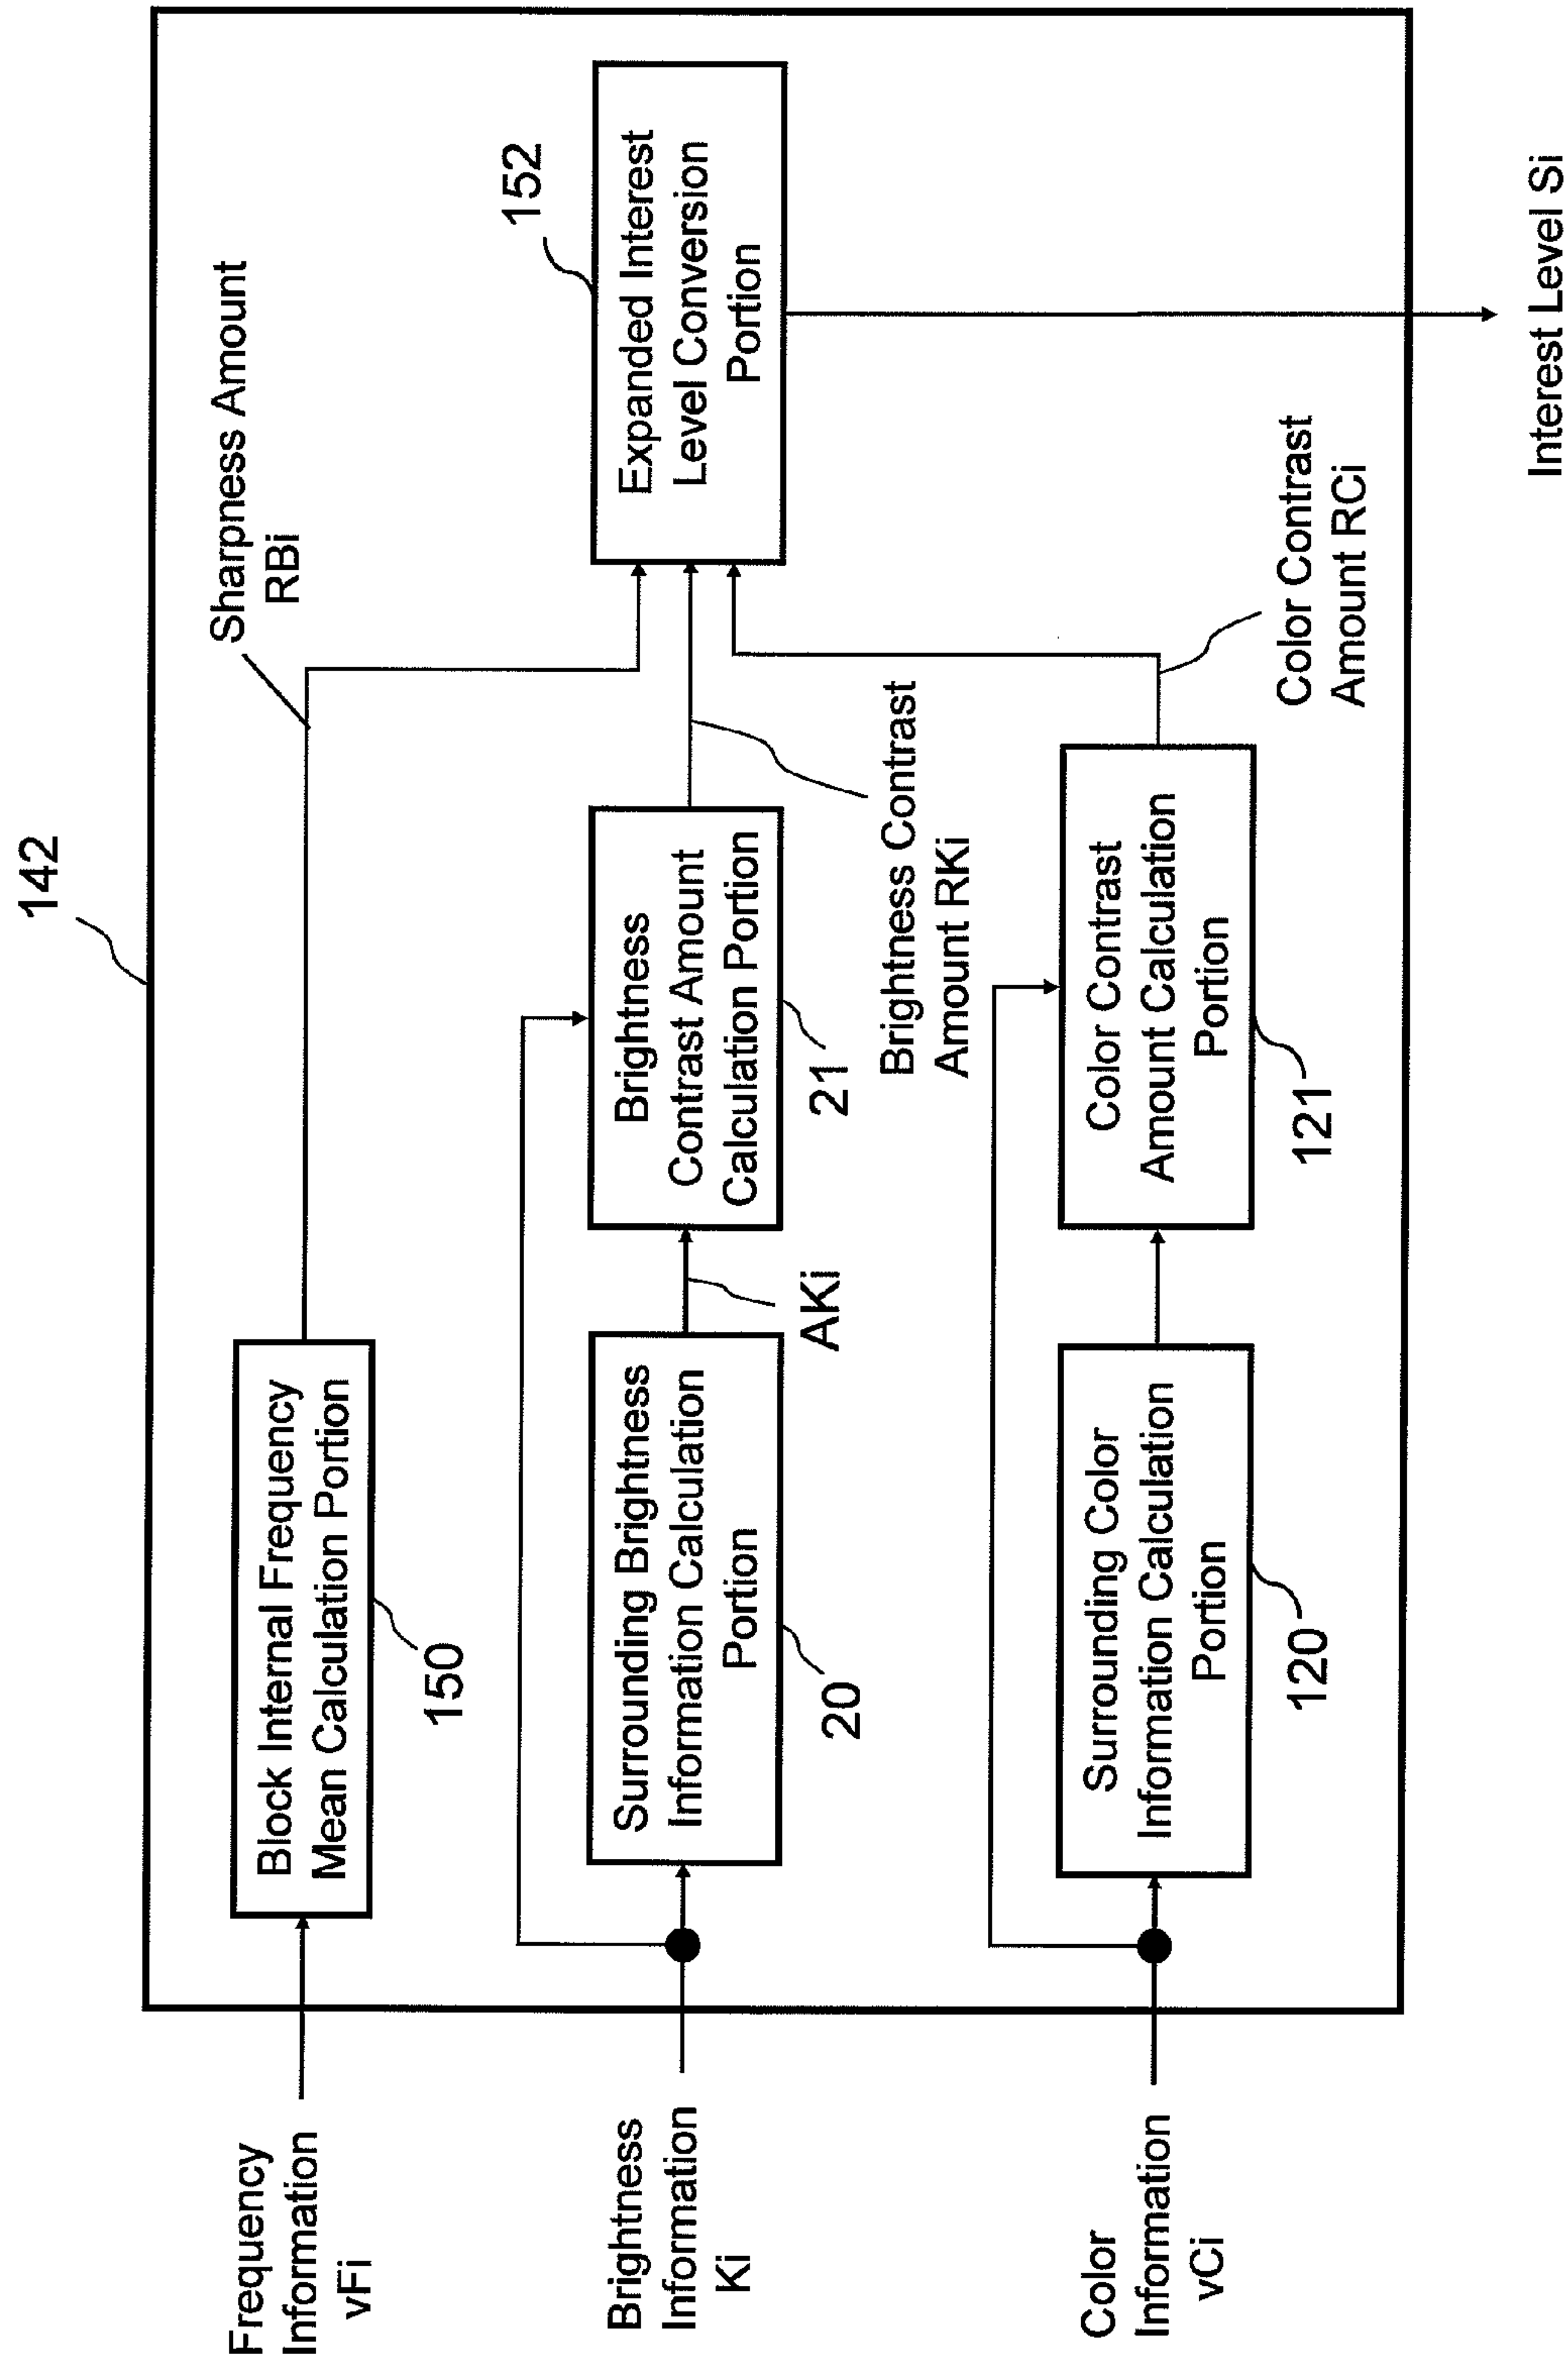 142
Frequency
Information
vFi
Block Internal Frequency
Mean Calculation Portion
150
Sharpness Amount
RBi
Brightness
Information
Ki
Surrounding Brightness
Information Calculation
Portion
20
AKi
Brightness
Contrast Amount
Calculation Portion
21
Brightness Contrast
Amount RKi
Expanded Interest
Level Conversion
Portion
152
Color
Information
vCi
Surrounding Color
Information Calculation
Portion
120
Color Contrast
Amount Calculation
Portion
121
Color Contrast
Amount RCi
Interest Level Si